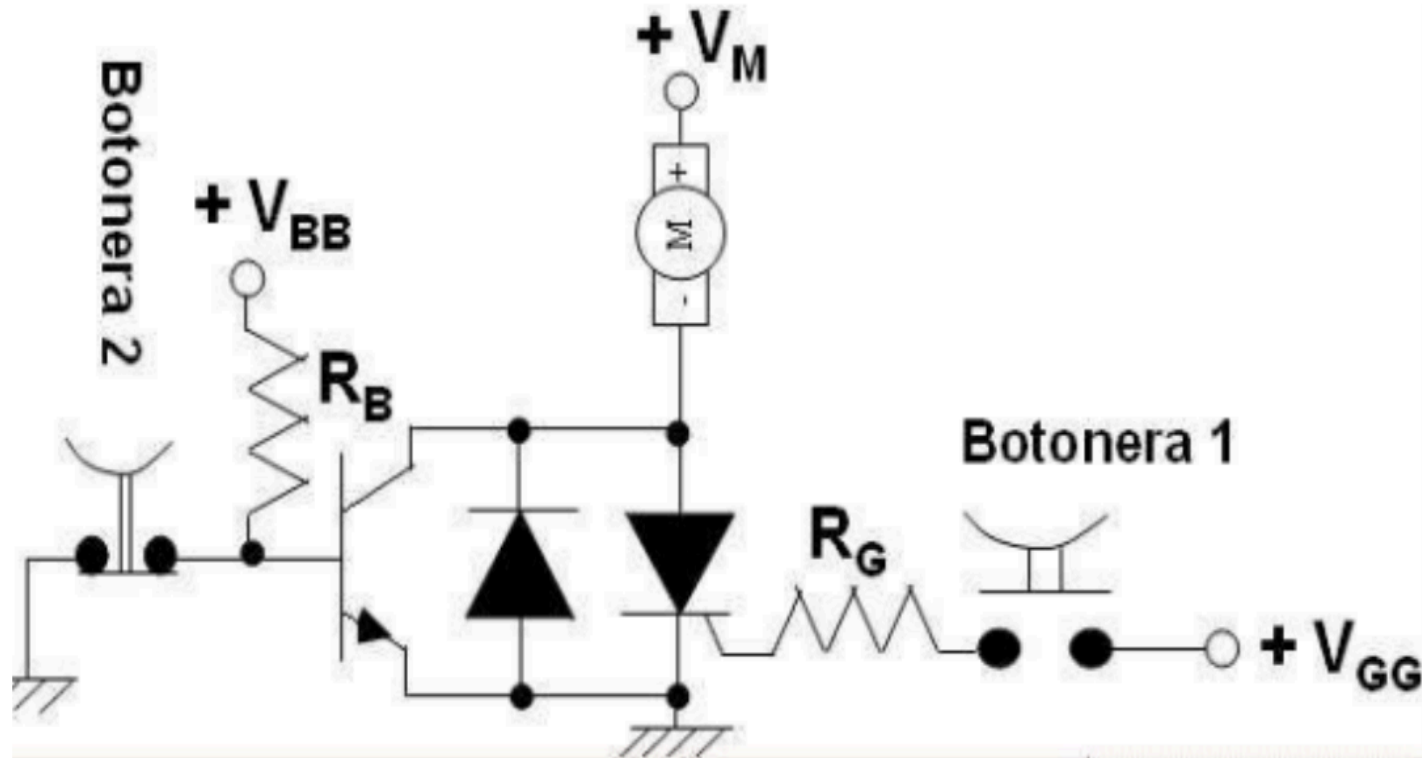 Botonera 2
+ V_BB
R_B
+ V_M
+
M
-
Botonera 1
R_G
+ V_GG